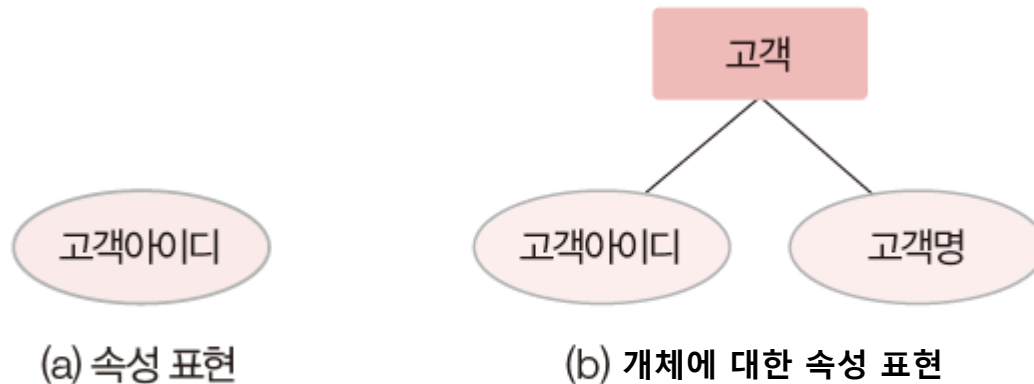 고객
고객아이디
고객아이디
고객명
(a) 속성 표현
(b) 개체에 대한 속성 표현